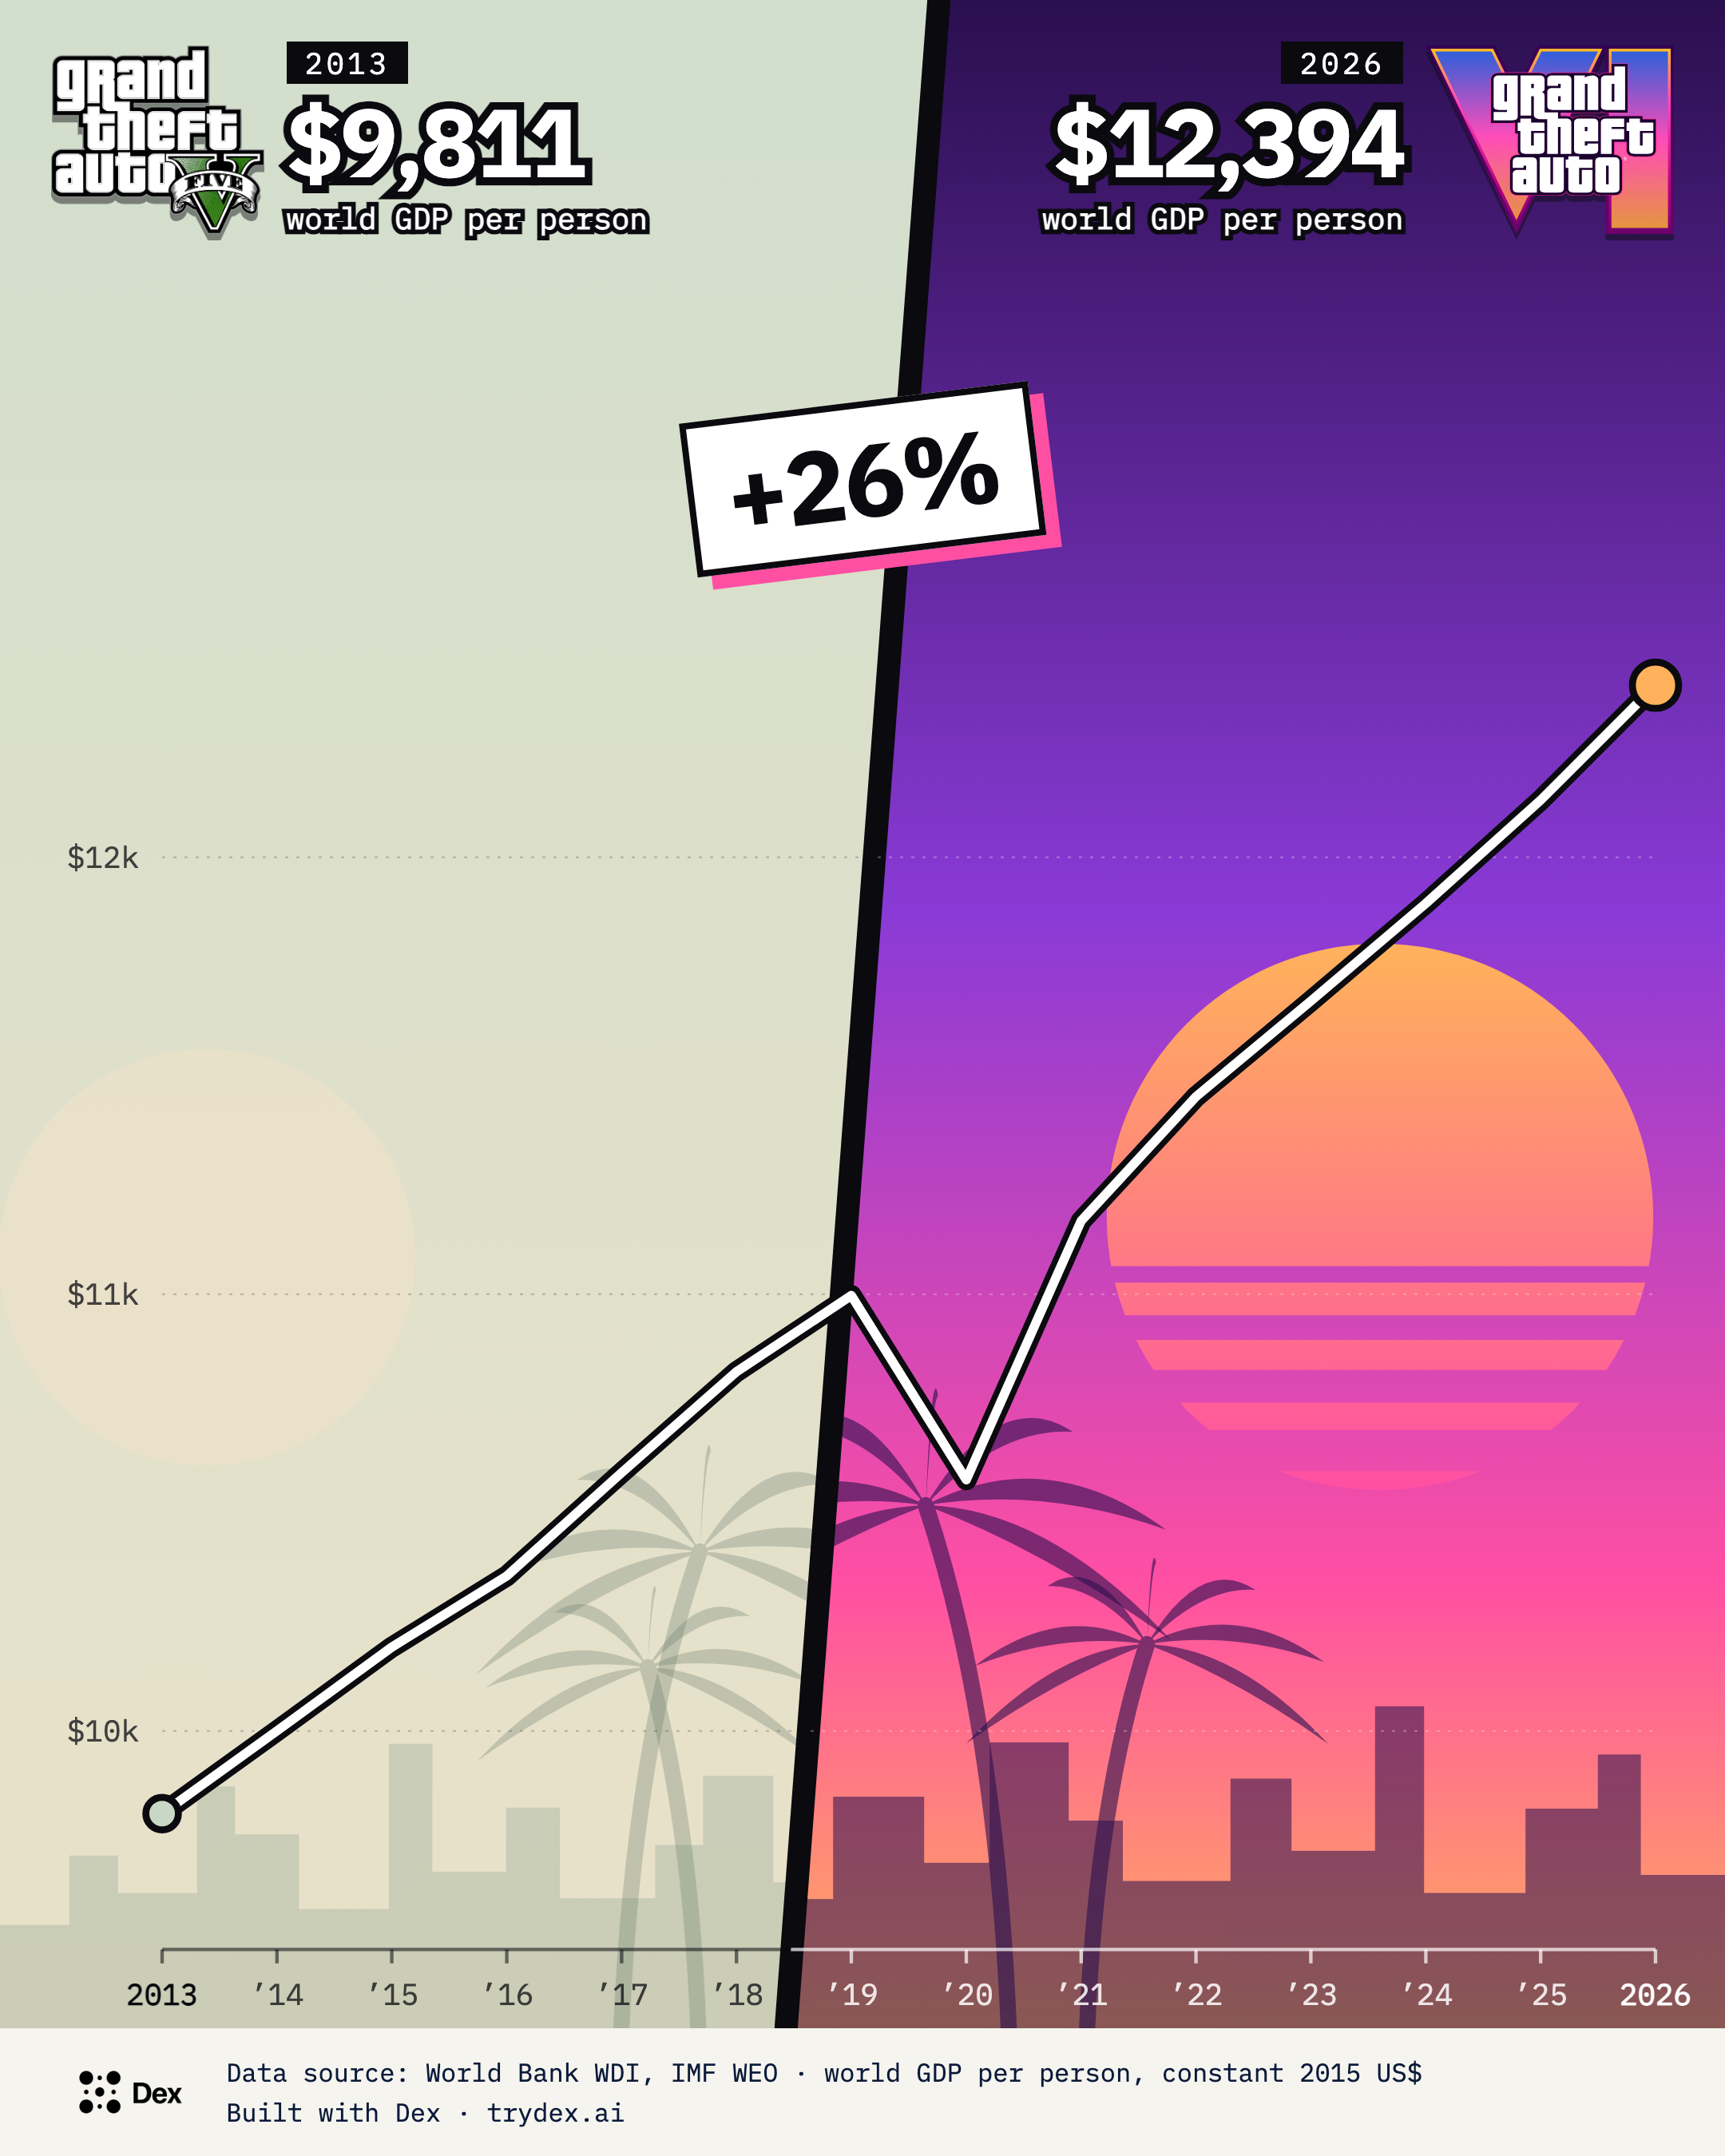 grand
theft
auto
FIVE
V
2013
$9,811
world GDP per person
2026
$12,394
world GDP per person
VI
grand
theft
auto
+26%
$12k
$11k
$10k
2013 ’14 ’15 ’16 ’17 ’18 ’19 ’20 ’21 ’22 ’23 ’24 ’25 2026
Dex
Data source: World Bank WDI, IMF WEO · world GDP per person, constant 2015 US$
Built with Dex · trydex.ai